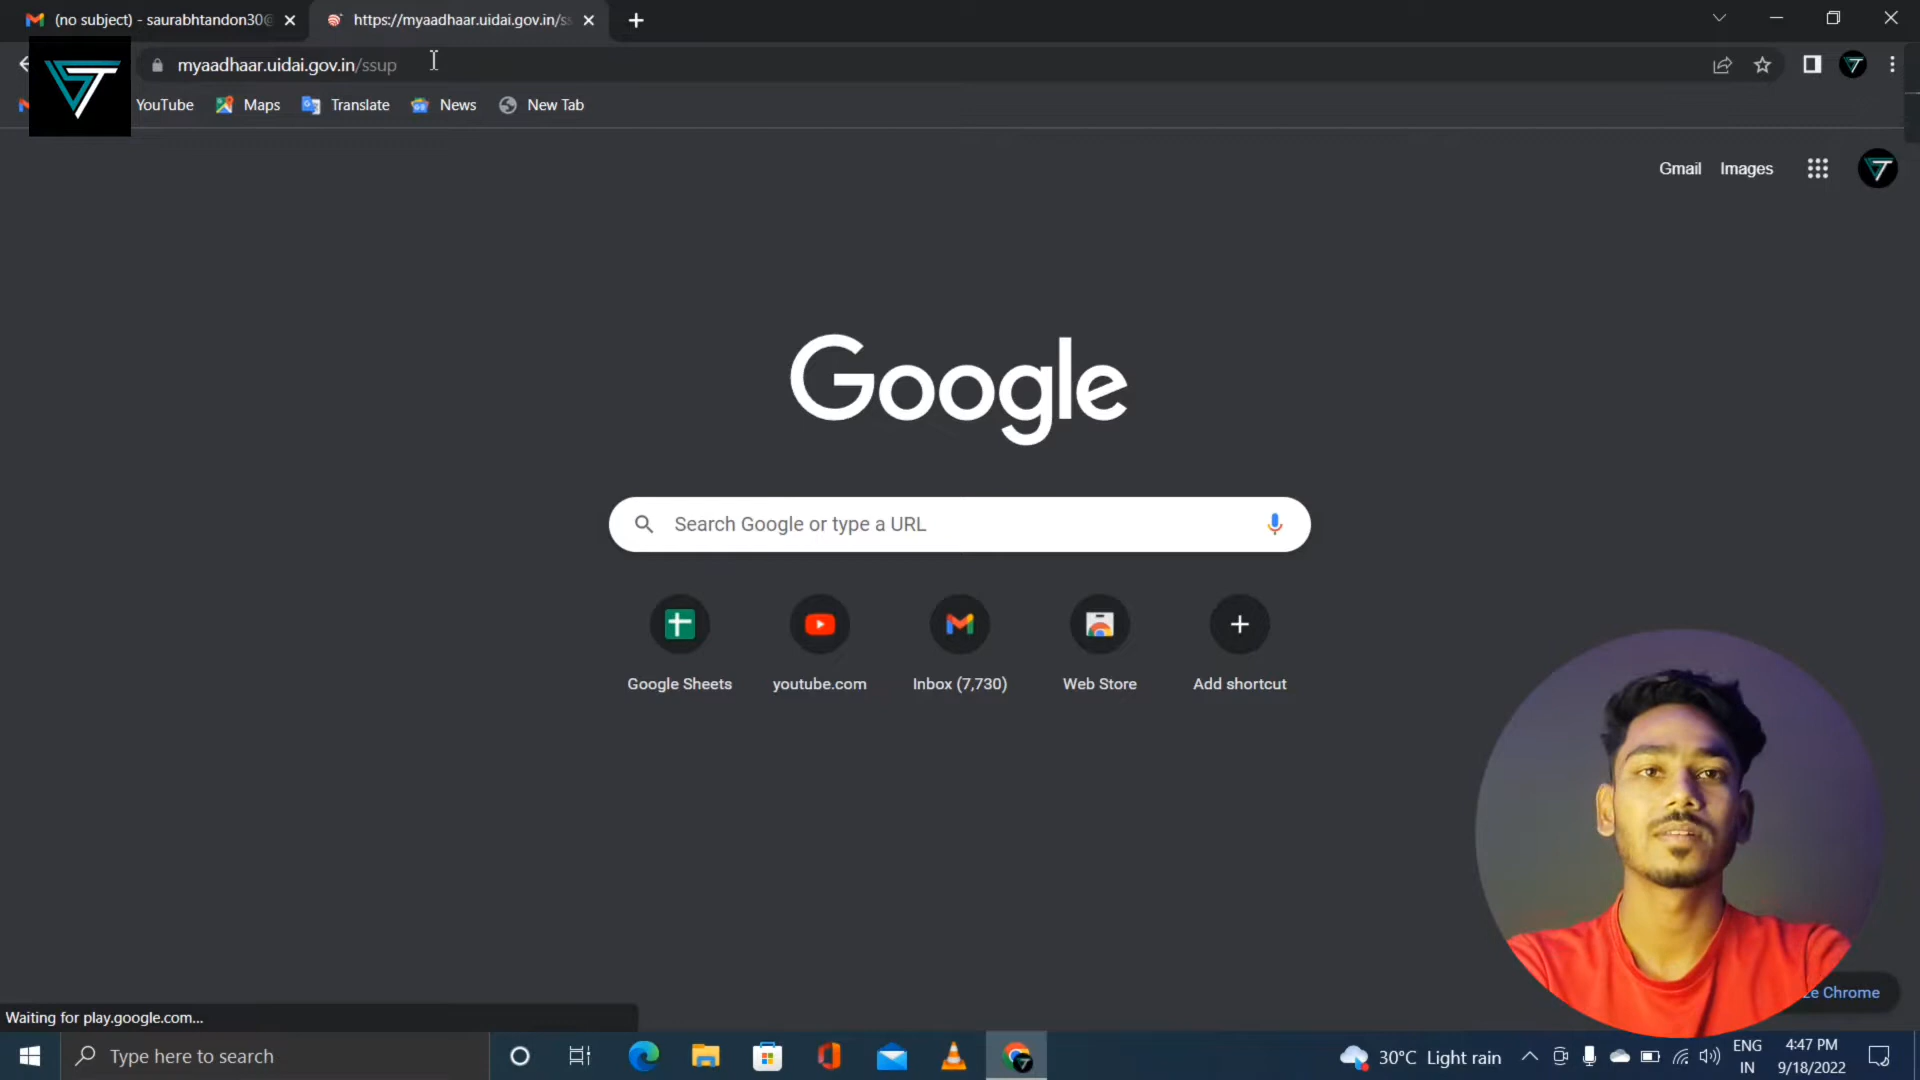 (no subject) - saurabhtandon30@
https://myaadhaar.uidai.gov.in/ss
myaadhaar.uidai.gov.in/ssup
YouTube
Maps
Translate
News
New Tab
Gmail
Images
Google
Search Google or type a URL
Google Sheets
youtube.com
Inbox (7,730)
Web Store
Add shortcut
ze Chrome
Waiting for play.google.com...
Type here to search
30°C Light rain
ENG
IN
4:47 PM
9/18/2022